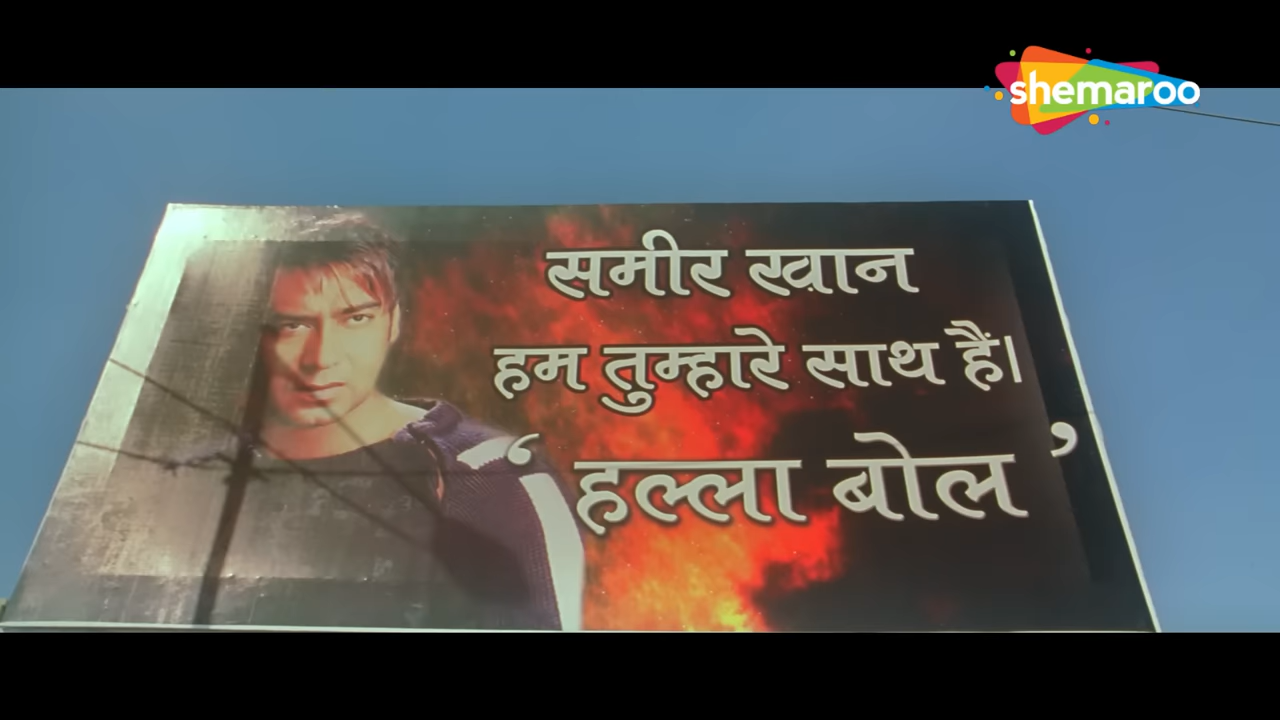 shemaroo
समीर ख़ान
हम तुम्हारे साथ हैं।
‘ हल्ला बोल ’